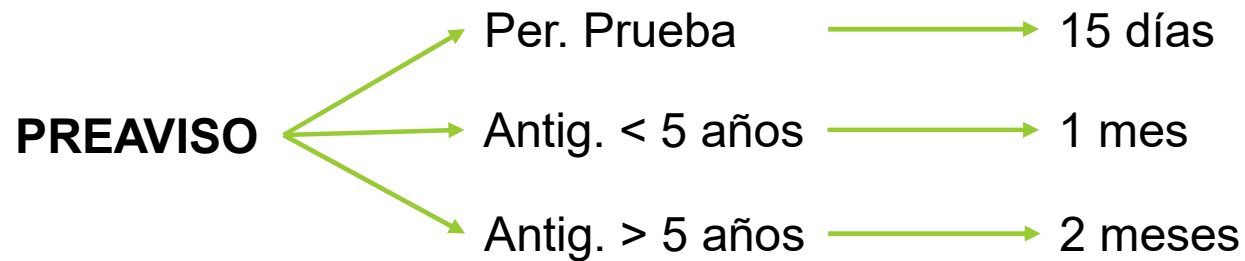 Per. Prueba 15 días
PREAVISO Antig. < 5 años 1 mes
Antig. > 5 años 2 meses